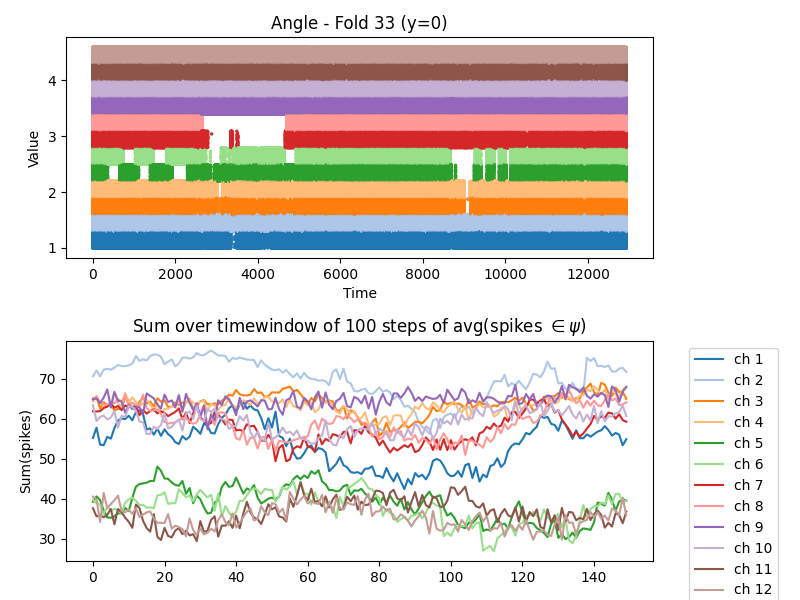 Angle - Fold 33 (y=0)
Value
4
3
2
1
0 2000 4000 6000 8000 10000 12000
Time
Sum over timewindow of 100 steps of avg(spikes ∈ψ)
Sum(spikes)
70
60
50
40
30
0 20 40 60 80 100 120 140
ch 1
ch 2
ch 3
ch 4
ch 5
ch 6
ch 7
ch 8
ch 9
ch 10
ch 11
ch 12